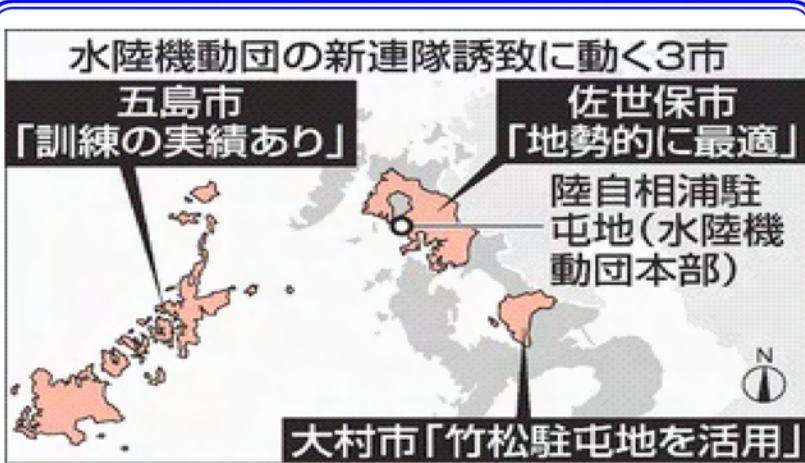 水陸機動団の新連隊誘致に動く3市
五島市
「訓練の実績あり」
佐世保市
「地勢的に最適」
陸自相浦駐
屯地(水陸機
動団本部)
N
大村市「竹松駐屯地を活用」